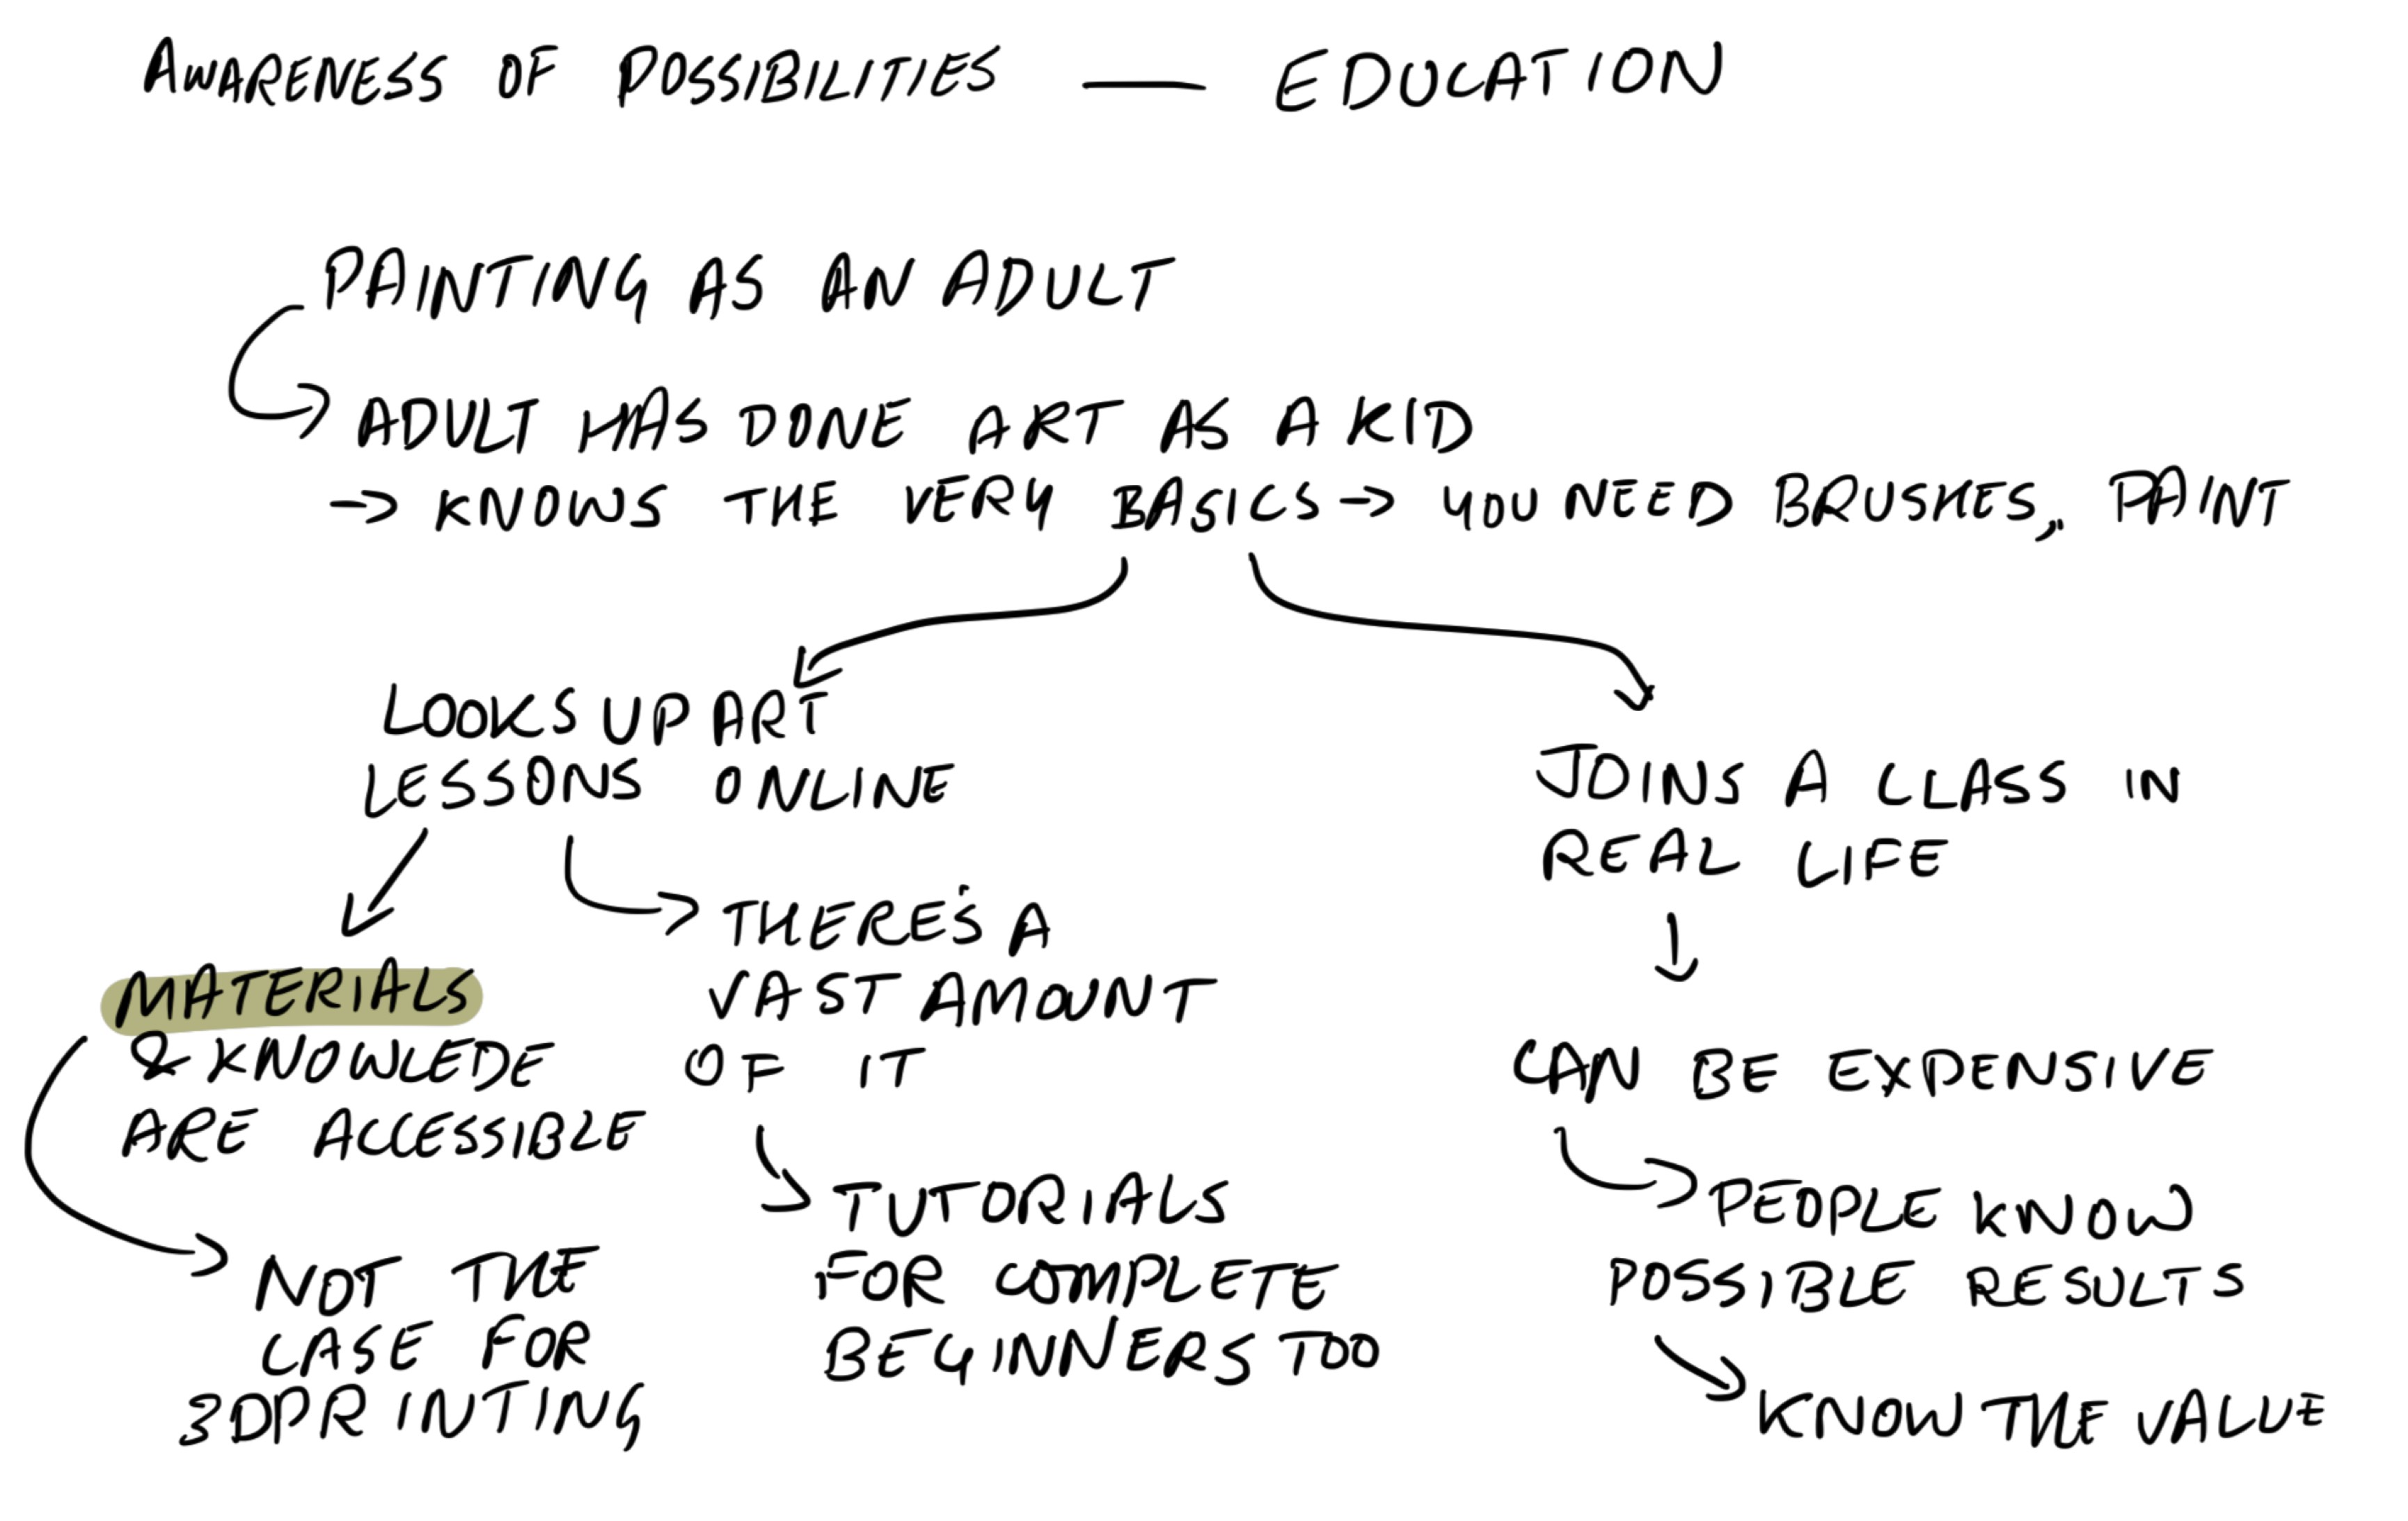 AWARENESS OF POSSIBILITIES — EDUCATION
PAINTING AS AN ADULT
ADULT HAS DONE ART AS A KID
→ KNOWS THE VERY BASICS → YOU NEED BRUSHES,, PAINT
LOOKS UP ART
LESSONS ONLINE
MATERIALS
& KNOWLEDE
ARE ACCESSIBLE
NOT THE
CASE FOR
3D PRINTING
THERE'S A
VAST AMOUNT
OF IT
TUTORIALS
FOR COMPLETE
BEGINNERS TOO
JOINS A CLASS IN
REAL LIFE
CAN BE EXPENSIVE
PEOPLE KNOW
POSSIBLE RESULTS
KNOW THE VALUE